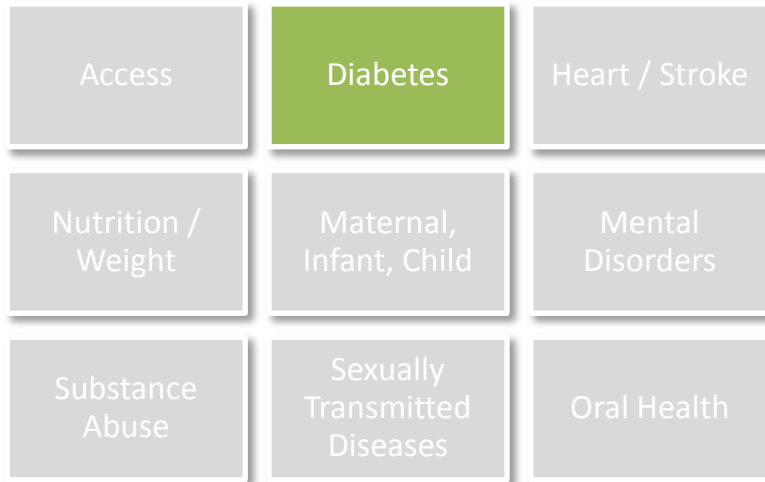 Access
Diabetes
Heart / Stroke
Nutrition /
Weight
Maternal,
Infant, Child
Mental
Disorders
Substance
Abuse
Sexually
Transmitted
Diseases
Oral Health